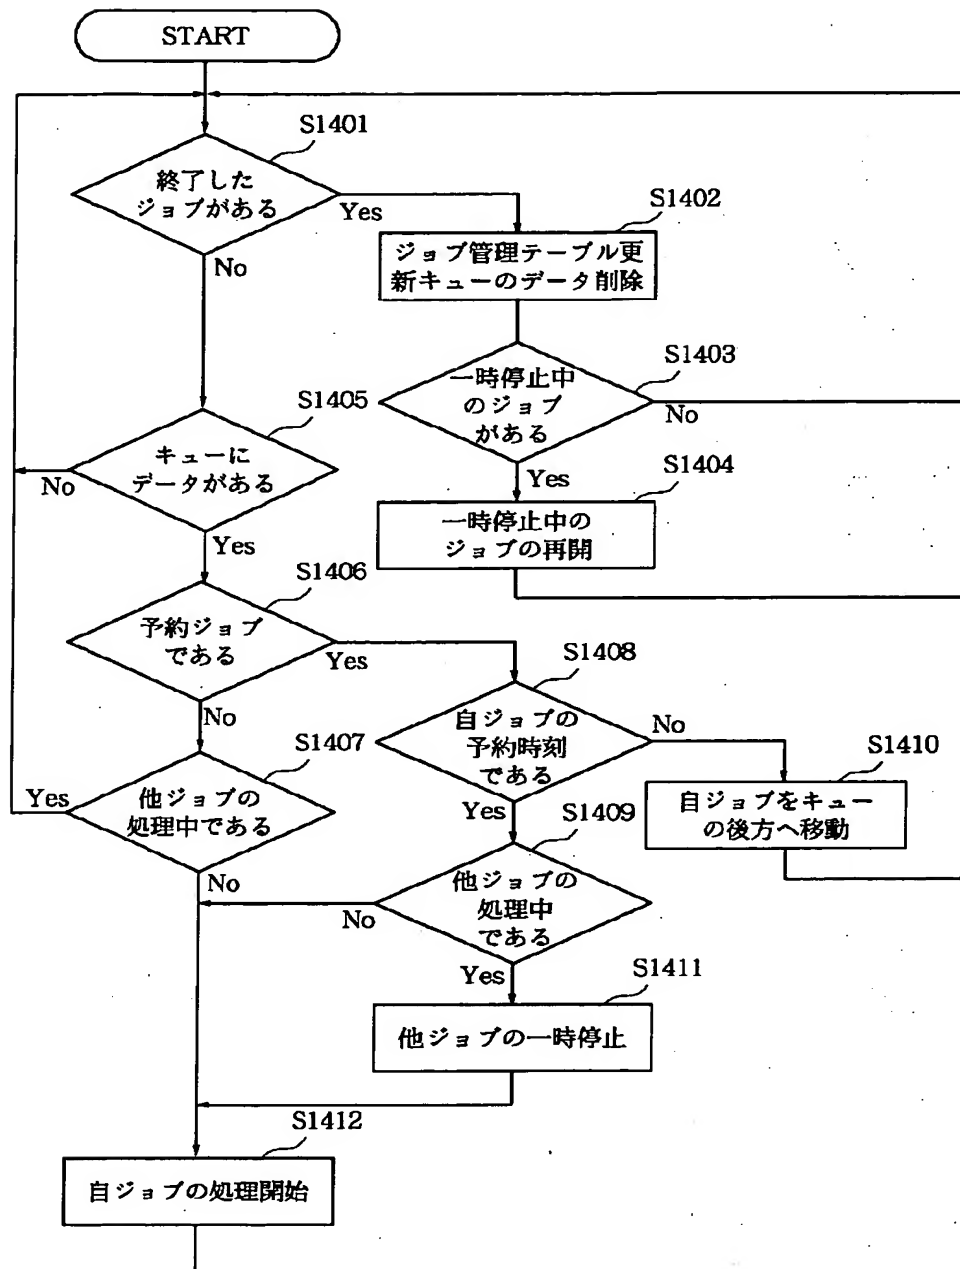 START
S1401
終了した
ジョブがある
Yes
No
S1402
ジョブ管理テーブル更
新キューのデータ削除
S1403
一時停止中
のジョブ
がある
No
Yes
S1404
一時停止中の
ジョブの再開
S1405
キューに
データがある
No
Yes
S1406
予約ジョブ
である
Yes
No
S1407
他ジョブの
処理中である
Yes
No
S1408
自ジョブの
予約時刻
である
No
Yes
S1410
自ジョブをキュー
の後方へ移動
S1409
他ジョブの
処理中
である
No
Yes
S1411
他ジョブの一時停止
S1412
自ジョブの処理開始